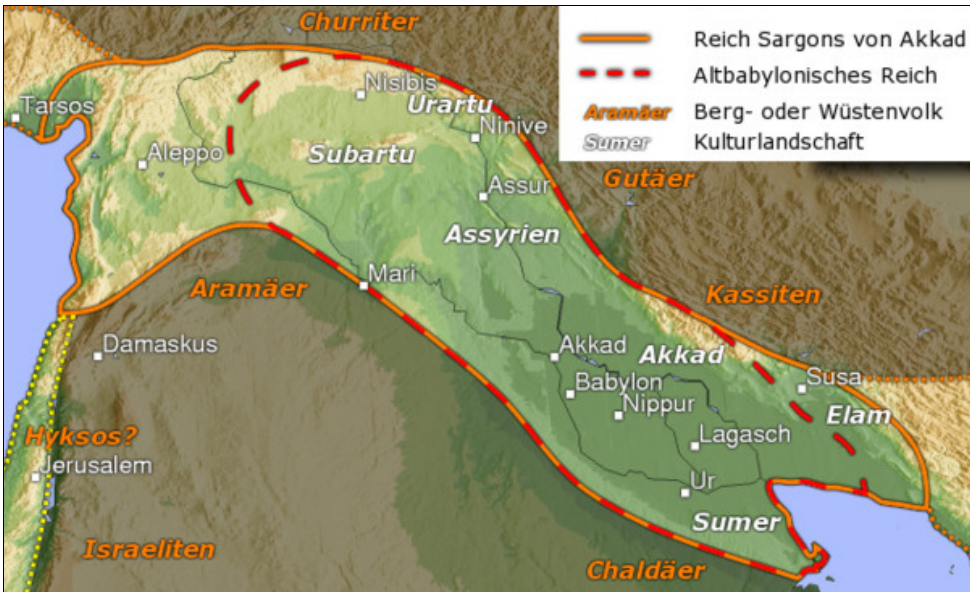 Churriter
Reich Sargons von Akkad
Altbabylonisches Reich
Aramäer Berg- oder Wüstenvolk
Sumer Kulturlandschaft
Nisibis
Urartu
Tarsos
Ninive
Aleppo
Subartu
Gutäer
Assur
Assyrien
Mari
Aramäer
Kassiten
Damaskus
Akkad
Akkad
Susa
Babylon
Nippur
Elam
Hyksos?
Lagasch
Jerusalem
Ur
Sumer
Israeliten
Chaldäer